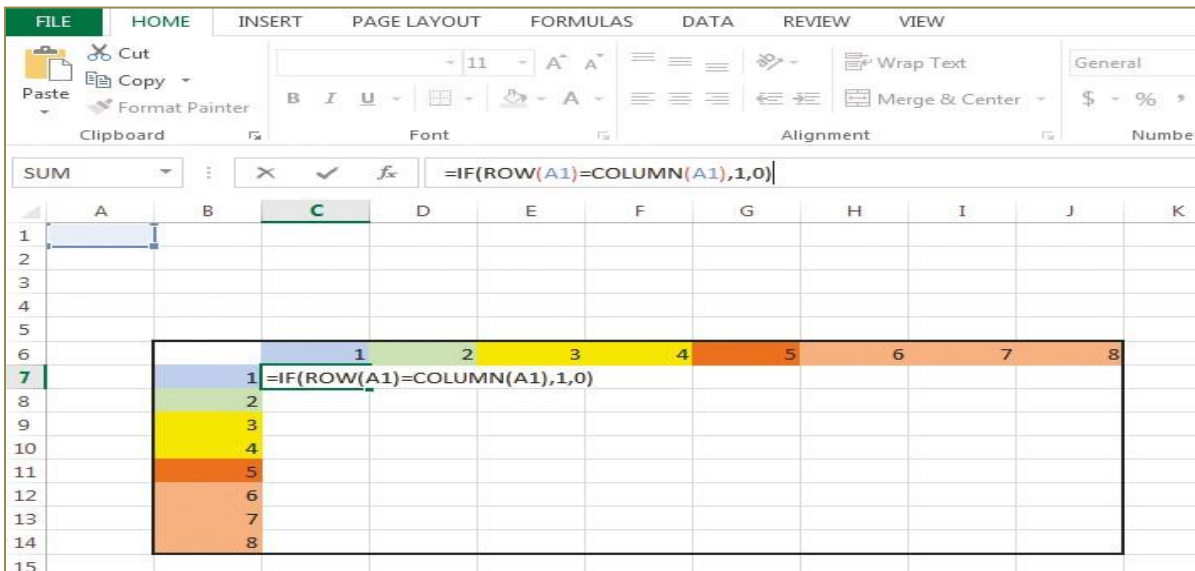 FILE HOME INSERT PAGE LAYOUT FORMULAS DATA REVIEW VIEW
Cut
Copy
Paste
Format Painter
11 A A
B I U A
Wrap Text
Merge & Center
General
$ % ,
Clipboard Font Alignment Numbe
SUM fx =IF(ROW(A1)=COLUMN(A1),1,0)
A B C D E F G H I J K
1
2
3
4
5
6 1 2 3 4 5 6 7 8
7 1 =IF(ROW(A1)=COLUMN(A1),1,0)
8 2
9 3
10 4
11 5
12 6
13 7
14 8
15